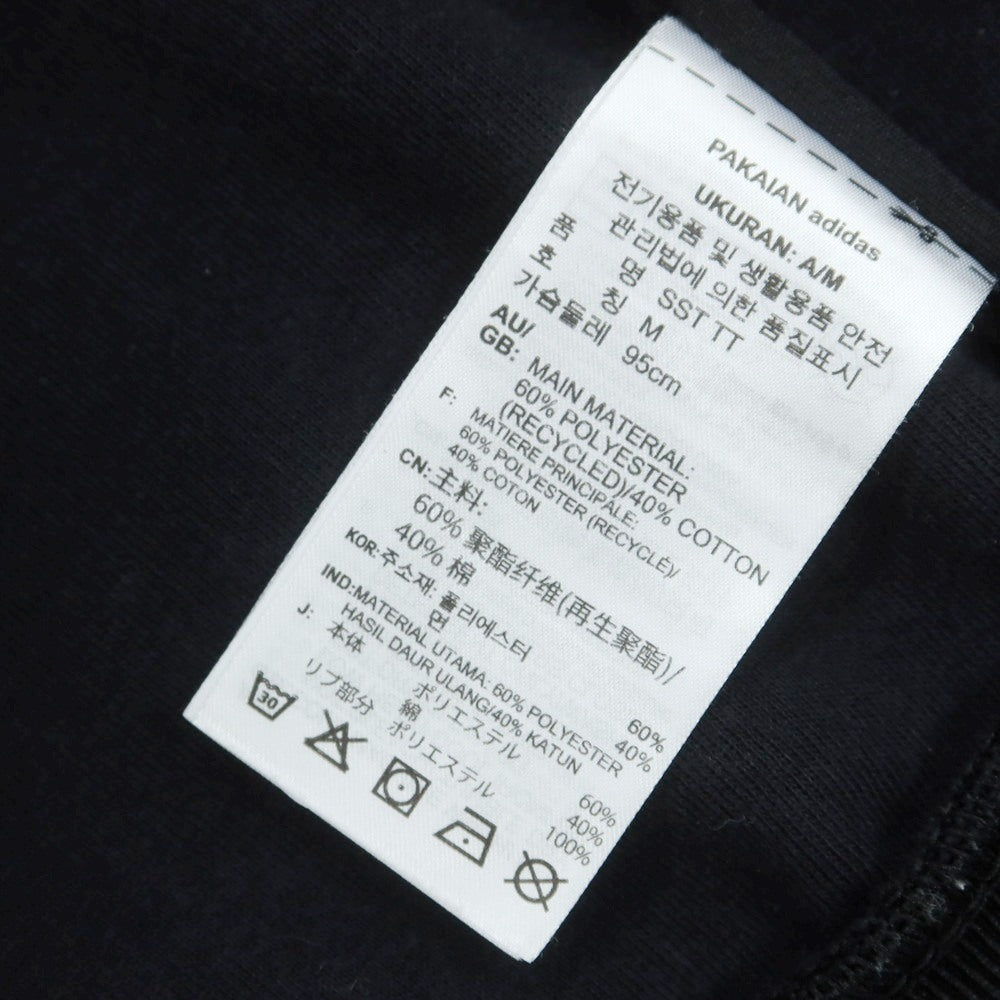 PAKAIAN adidas
UKURAN: A/M
전기용품 및 생활용품 안전
관리법에 의한 품질표시
품 명 SST TT
호 칭 M
가슴둘레 95cm
AU/
GB: MAIN MATERIAL:
60% POLYESTER
(RECYCLED)/40% COTTON
F: MATIERE PRINCIPALE:
60% POLYESTER (RECYCLÉ)/
40% COTON
CN: 主料:
60% 聚酯纤维(再生聚酯)/
40% 棉
KOR: 주소재: 폴리에스터 60%
면 40%
IND:MATERIAL UTAMA: 60% POLYESTER
HASIL DAUR ULANG/40% KATUN
J: 本体 ポリエステル 60%
綿 40%
リブ部分 ポリエステル 100%
30